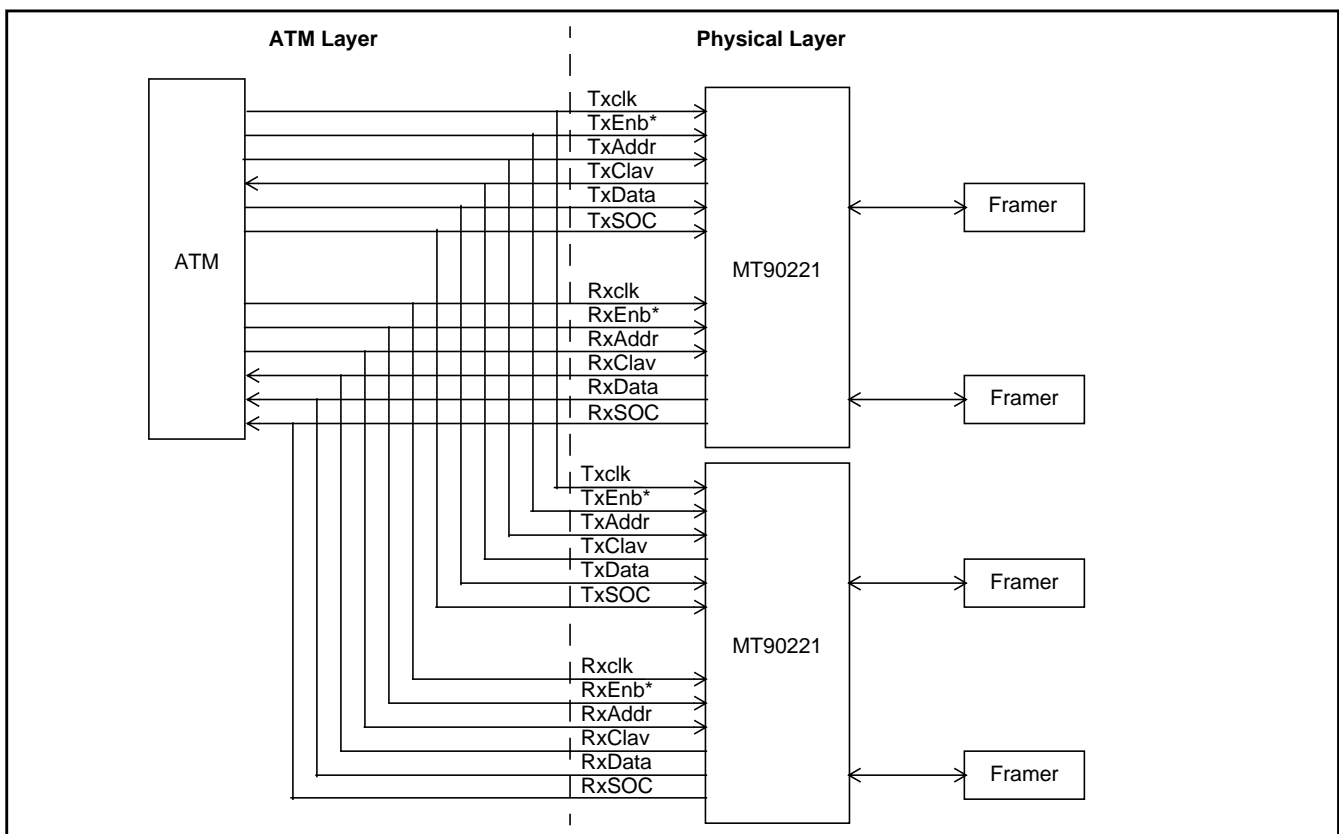 ATM Layer
Physical Layer
Txclk
TxEnb*
TxAddr
TxClav
TxData
TxSOC
ATM
MT90221
Framer
Rxclk
RxEnb*
RxAddr
RxClav
RxData
RxSOC
Framer
Txclk
TxEnb*
TxAddr
TxClav
TxData
TxSOC
MT90221
Framer
Rxclk
RxEnb*
RxAddr
RxClav
RxData
RxSOC
Framer